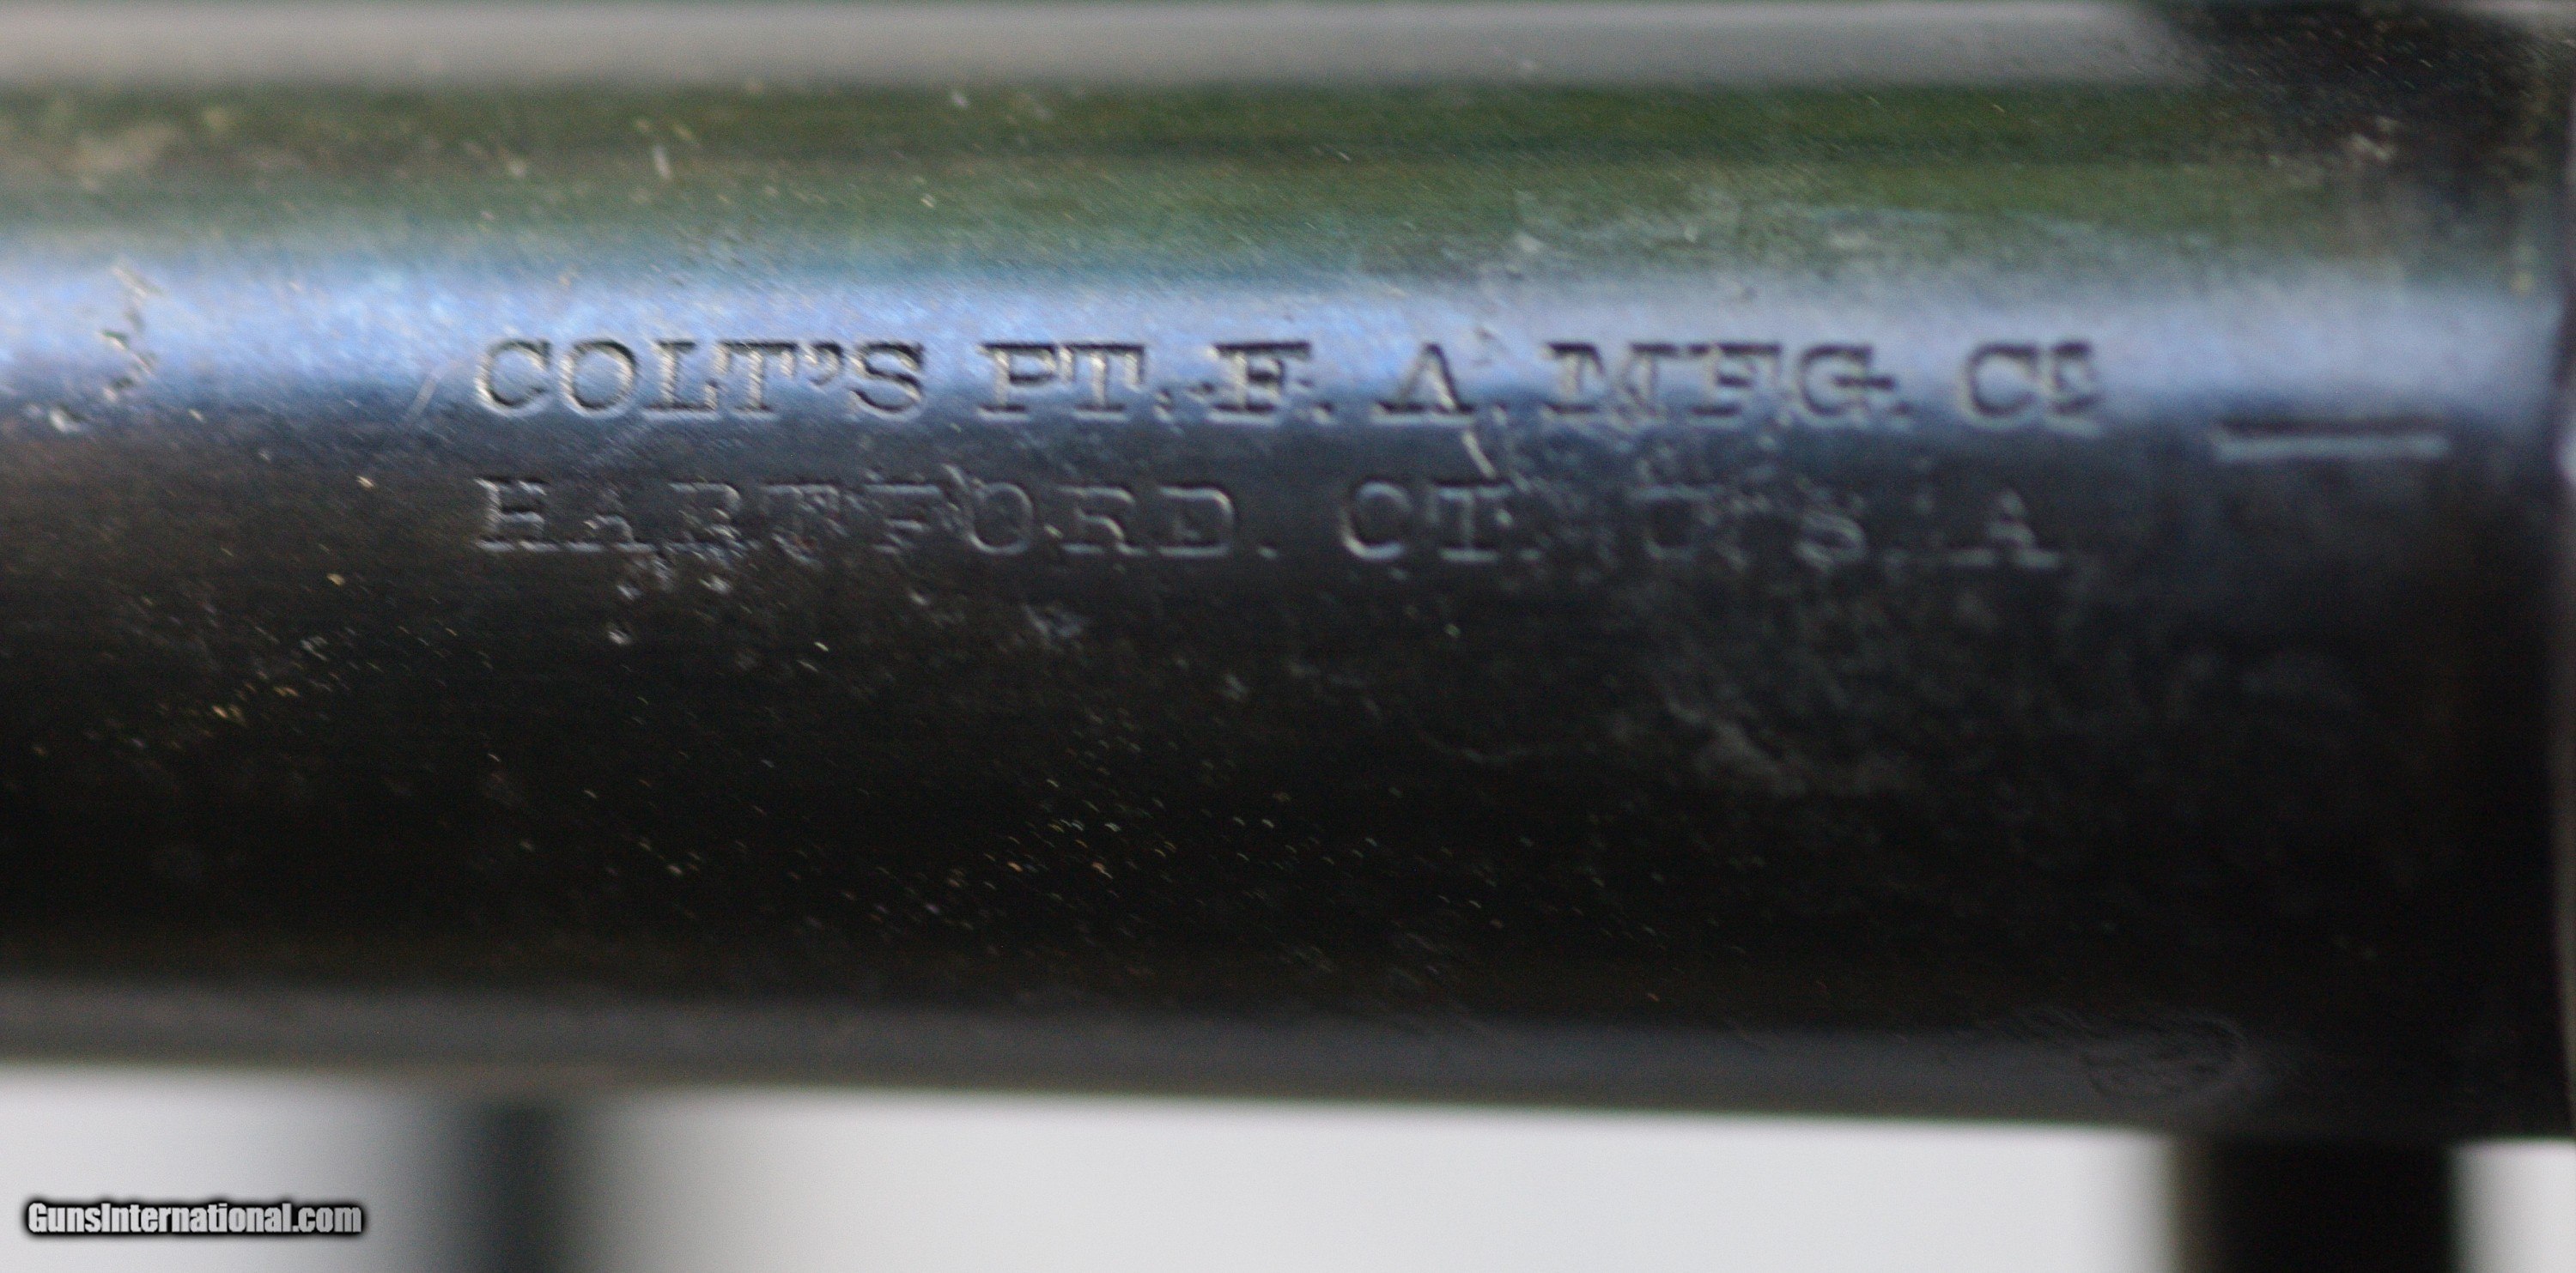 COLT'S PT. F. A. MFG. Co
HARTFORD. CT. U.S.A.
GunsInternational.com